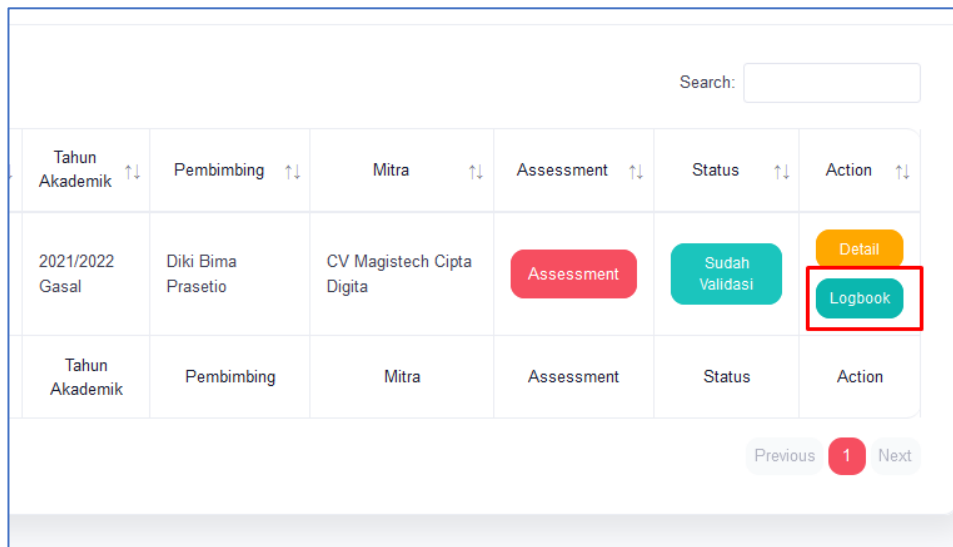 Search:
Tahun
Akademik
Pembimbing
Mitra
Assessment
Status
Action
2021/2022
Gasal
Diki Bima
Prasetio
CV Magistech Cipta
Digita
Assessment
Sudah
Validasi
Detail
Logbook
Tahun
Akademik
Pembimbing
Mitra
Assessment
Status
Action
Previous
1
Next